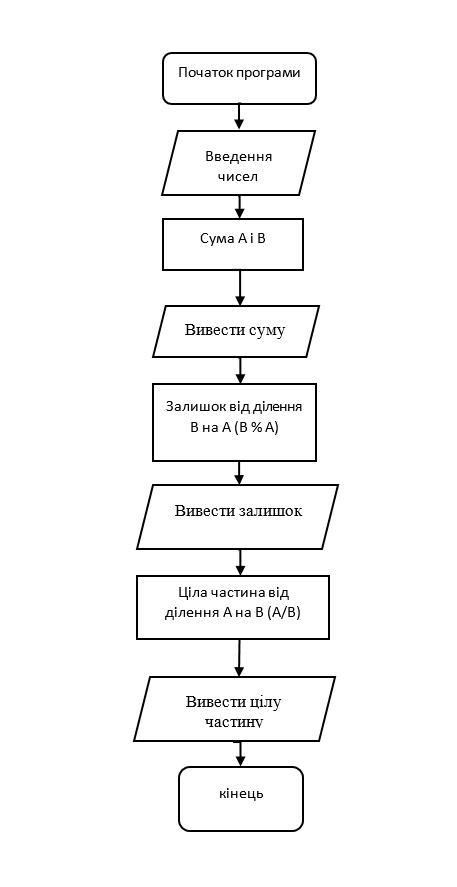 Початок програми
Введення
чисел
Сума А і В
Вивести суму
Залишок від ділення
В на А (В % А)
Вивести залишок
Ціла частина від
ділення А на В (А/В)
Вивести цілу
частину
кінець